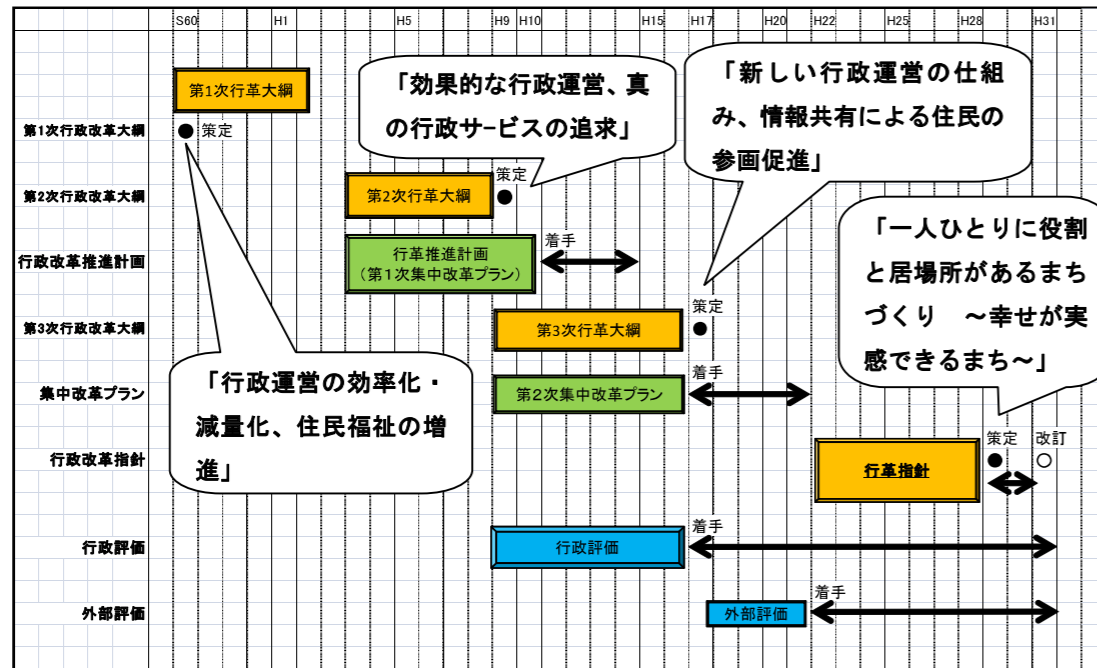 S60 H1 H5 H9 H10 H15 H17 H20 H22 H25 H28 H31
第1次行革大綱
第1次行政改革大綱
策定
「効果的な行政運営、真
の行政サービスの追求」
「新しい行政運営の仕組
み、情報共有による住民の
参画促進」
第2次行政改革大綱
第2次行革大綱
策定
行政改革推進計画
行革推進計画
(第1次集中改革プラン)
着手
「一人ひとりに役割
と居場所があるまち
づくり ～幸せが実
感できるまち～」
第3次行政改革大綱
第3次行革大綱
策定
「行政運営の効率化・
減量化、住民福祉の増
進」
集中改革プラン
第2次集中改革プラン
着手
行政改革指針
行革指針
策定
改訂
行政評価
行政評価
着手
外部評価
外部評価
着手